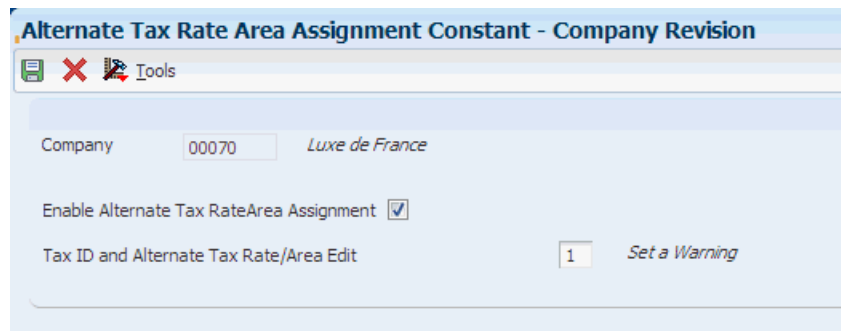 Alternate Tax Rate Area Assignment Constant - Company Revision
Tools
Company 00070 Luxe de France
Enable Alternate Tax RateArea Assignment
Tax ID and Alternate Tax Rate/Area Edit 1 Set a Warning